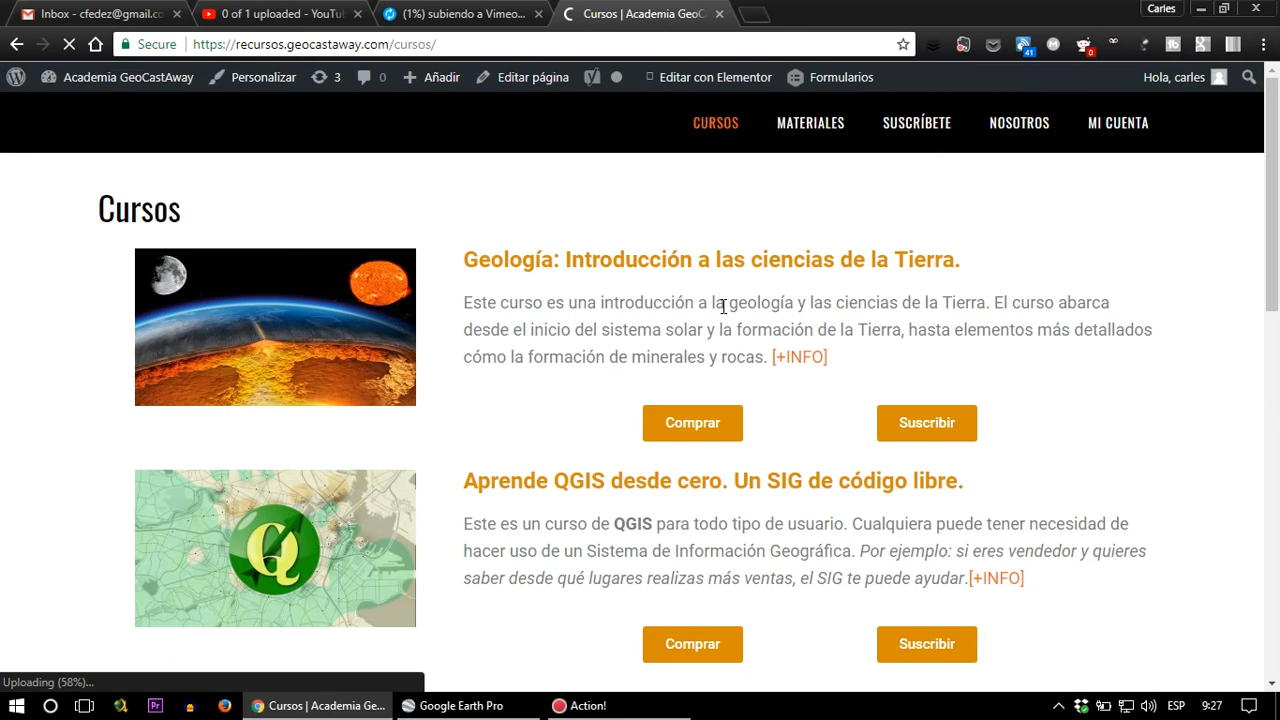 Inbox - cfedez@gmail.co
0 of 1 uploaded - YouTu
(1%) subiendo a Vimeo...
Cursos | Academia GeoC
Carles
Secure https://recursos.geocastaway.com/cursos/
41
0
Academia GeoCastAway
Personalizar
3
0
Añadir
Editar página
Editar con Elementor
Formularios
Hola, carles
CURSOS
MATERIALES
SUSCRÍBETE
NOSOTROS
MI CUENTA
Cursos
Geología: Introducción a las ciencias de la Tierra.
Este curso es una introducción a la geología y las ciencias de la Tierra. El curso abarca
desde el inicio del sistema solar y la formación de la Tierra, hasta elementos más detallados
cómo la formación de minerales y rocas. [+INFO]
Comprar
Suscribir
Aprende QGIS desde cero. Un SIG de código libre.
Este es un curso de QGIS para todo tipo de usuario. Cualquiera puede tener necesidad de
hacer uso de un Sistema de Información Geográfica. Por ejemplo: si eres vendedor y quieres
saber desde qué lugares realizas más ventas, el SIG te puede ayudar.[+INFO]
Comprar
Suscribir
Uploading (58%)...
Pr
Cursos | Academia Ge...
Google Earth Pro
Action!
ESP
9:27